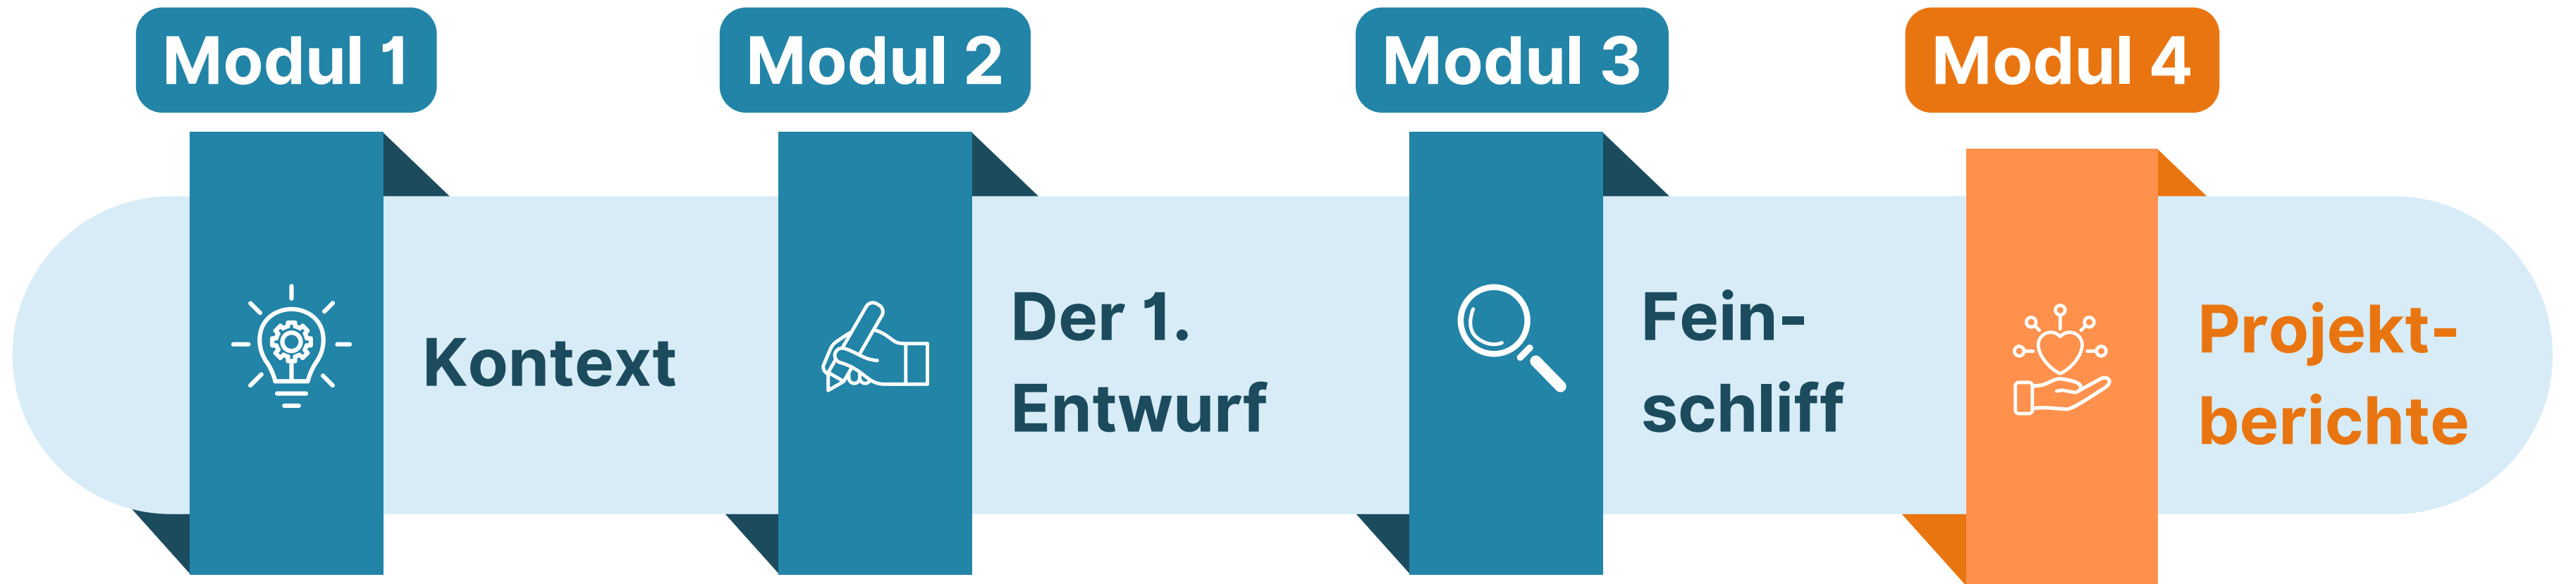 Modul 1
Modul 2
Modul 3
Modul 4
Kontext
Der 1.
Entwurf
Fein-
schliff
Projekt-
berichte